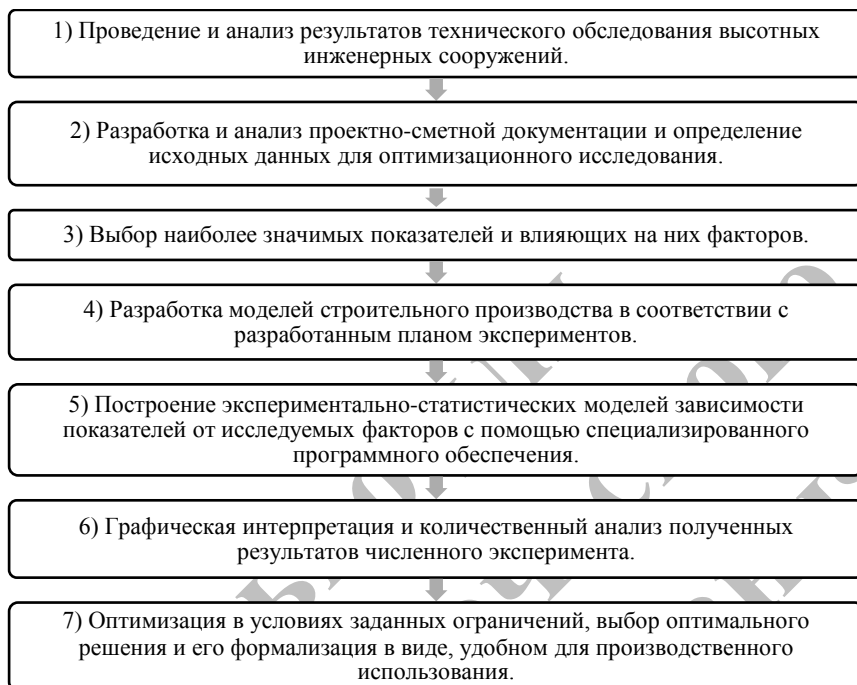 1) Проведение и анализ результатов технического обследования высотных
инженерных сооружений.
2) Разработка и анализ проектно-сметной документации и определение
исходных данных для оптимизационного исследования.
3) Выбор наиболее значимых показателей и влияющих на них факторов.
4) Разработка моделей строительного производства в соответствии с
разработанным планом экспериментов.
5) Построение экспериментально-статистических моделей зависимости
показателей от исследуемых факторов с помощью специализированного
программного обеспечения.
6) Графическая интерпретация и количественный анализ полученных
результатов численного эксперимента.
7) Оптимизация в условиях заданных ограничений, выбор оптимального
решения и его формализация в виде, удобном для производственного
использования.